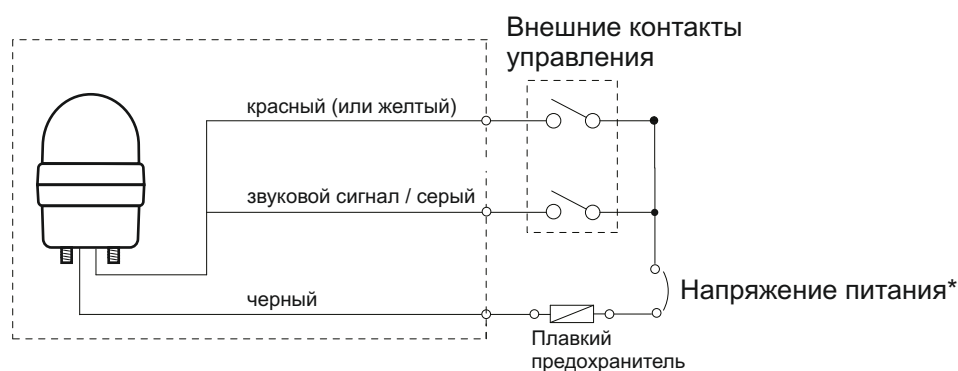 Внешние контакты
управления
красный (или желтый)
звуковой сигнал / серый
черный
Напряжение питания*
Плавкий
предохранитель